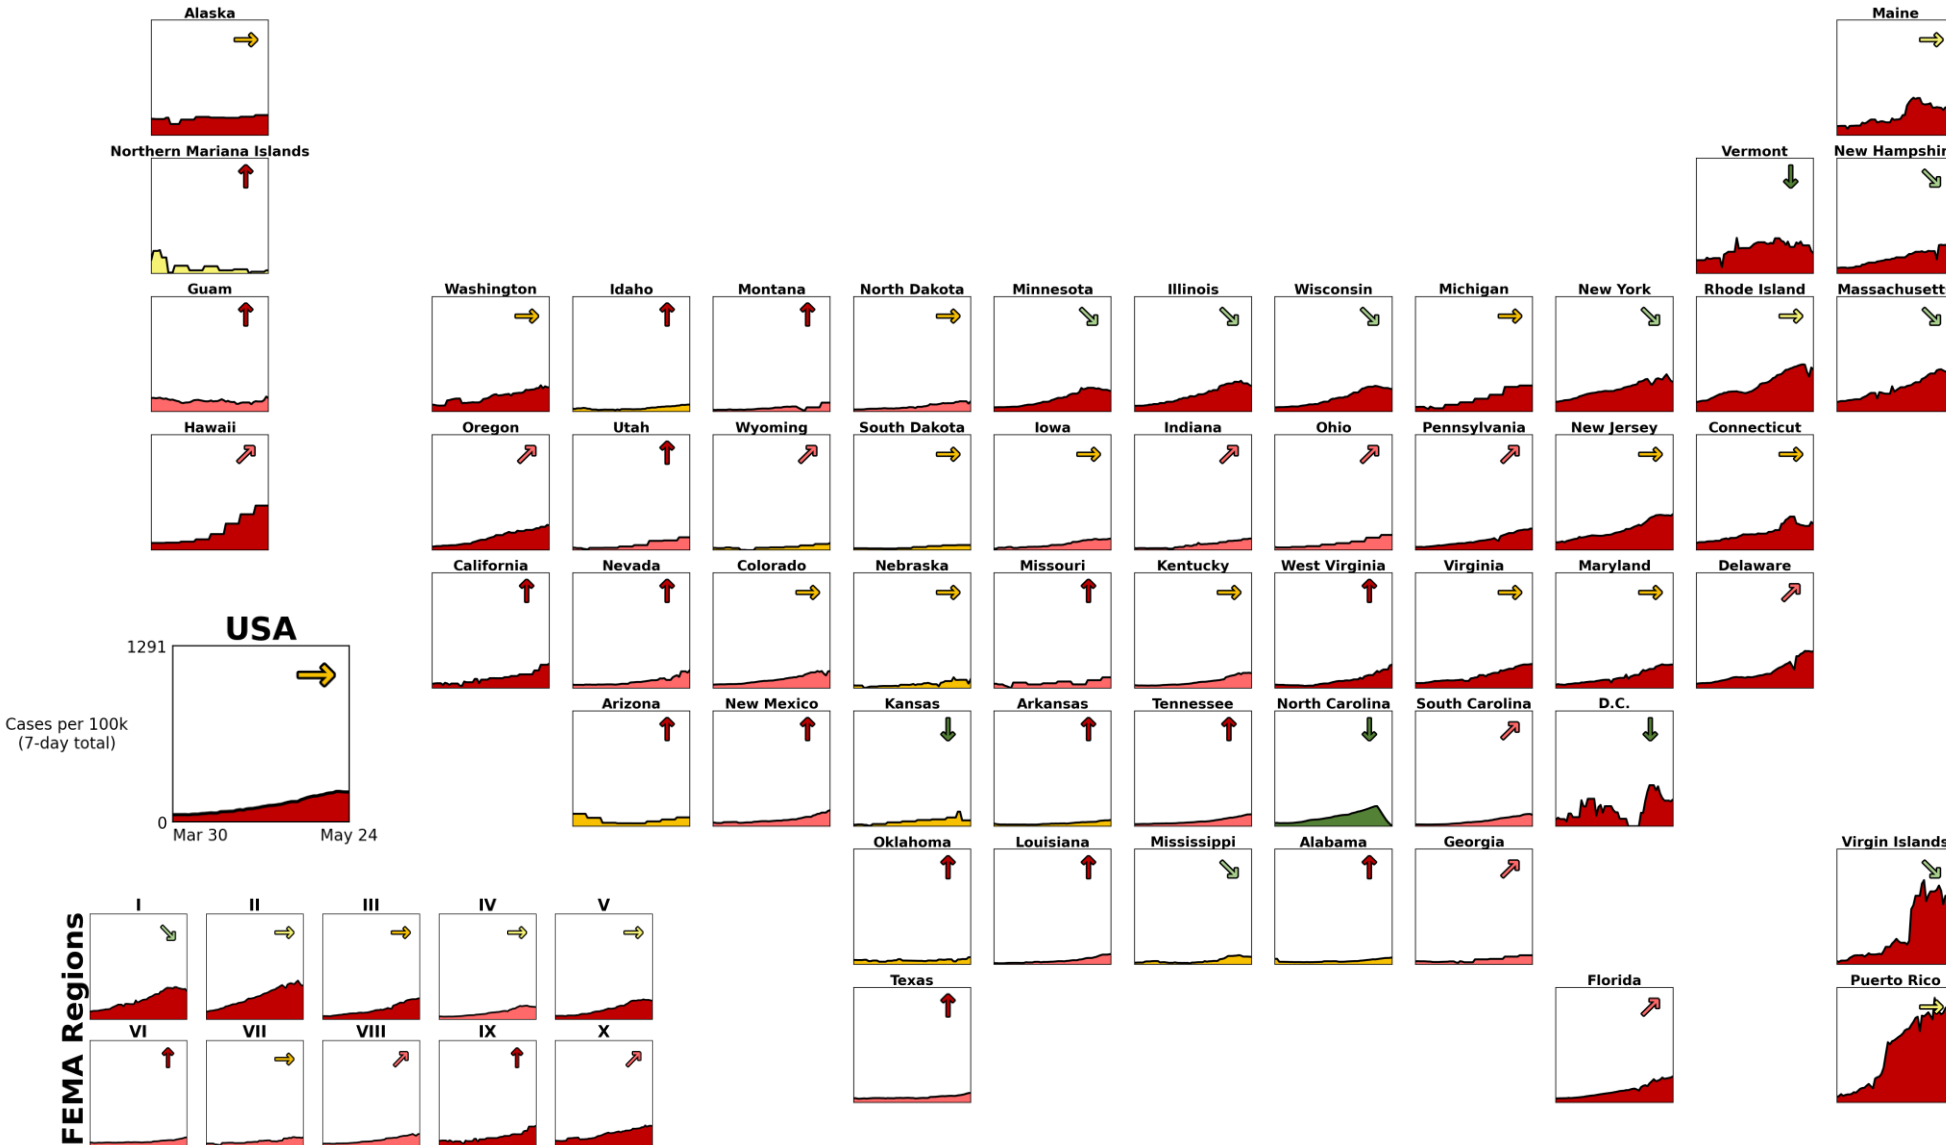 Alaska
Maine
Northern Mariana Islands
Vermont
New Hampshir
Guam
Washington
Idaho
Montana
North Dakota
Minnesota
Illinois
Wisconsin
Michigan
New York
Rhode Island
Massachusett
Hawaii
Oregon
Utah
Wyoming
South Dakota
Iowa
Indiana
Ohio
Pennsylvania
New Jersey
Connecticut
California
Nevada
Colorado
Nebraska
Missouri
Kentucky
West Virginia
Virginia
Maryland
Delaware
USA
1291
Cases per 100k
(7-day total)
0
Mar 30
May 24
Arizona
New Mexico
Kansas
Arkansas
Tennessee
North Carolina
South Carolina
D.C.
Oklahoma
Louisiana
Mississippi
Alabama
Georgia
Virgin Islands
Texas
Florida
Puerto Rico
FEMA Regions
I
II
III
IV
V
VI
VII
VIII
IX
X